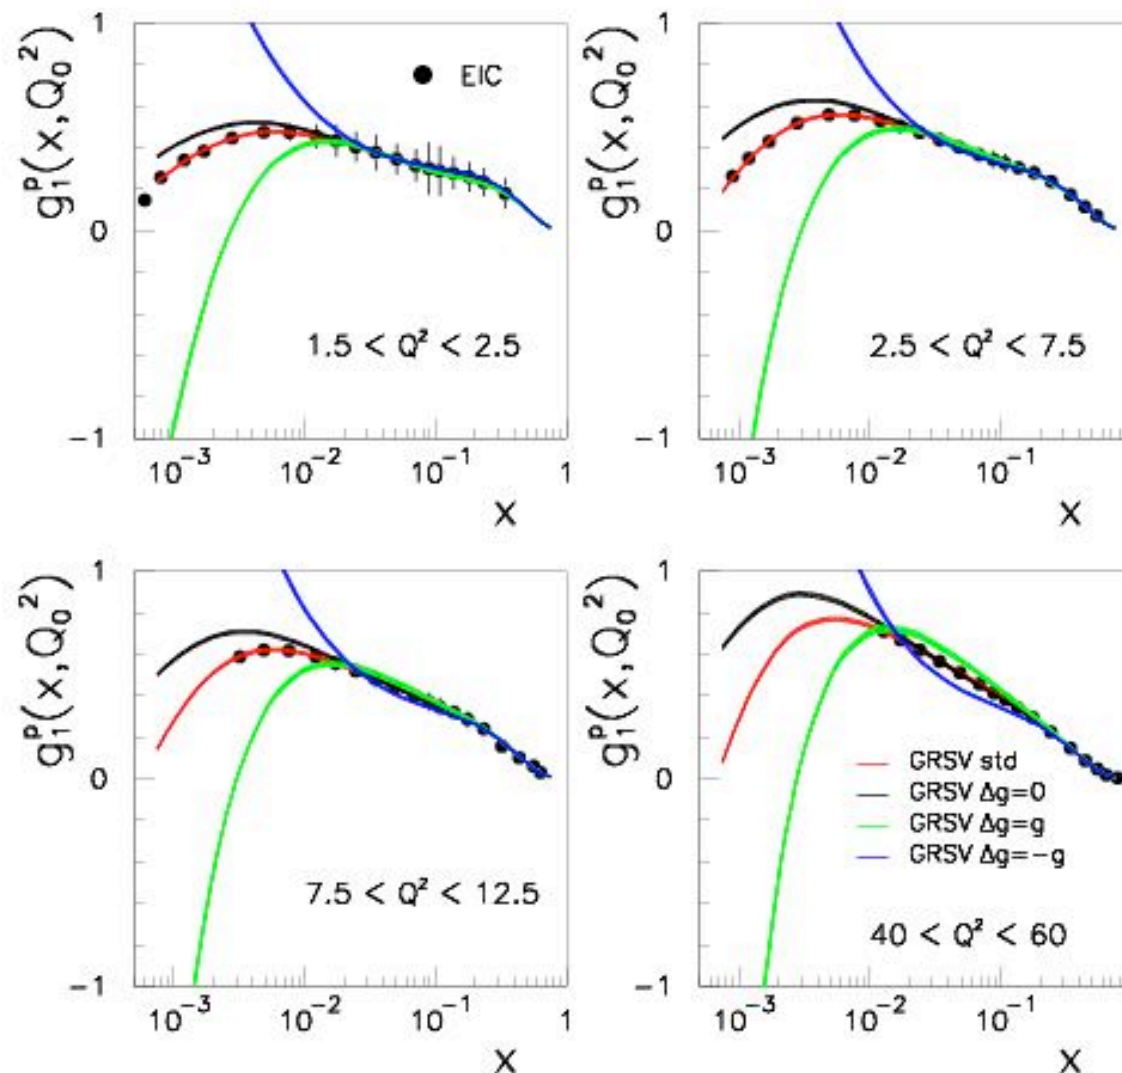 1
0
−1
g₁ᵖ(x,Q₀²)
EIC
1.5 < Q² < 2.5
10⁻³ 10⁻² 10⁻¹ 1
x
1
0
−1
g₁ᵖ(x,Q₀²)
2.5 < Q² < 7.5
10⁻³ 10⁻² 10⁻¹
x
1
0
−1
g₁ᵖ(x,Q₀²)
7.5 < Q² < 12.5
10⁻³ 10⁻² 10⁻¹ 1
x
1
0
−1
g₁ᵖ(x,Q₀²)
GRSV std
GRSV Δg=0
GRSV Δg=g
GRSV Δg=−g
40 < Q² < 60
10⁻³ 10⁻² 10⁻¹
x